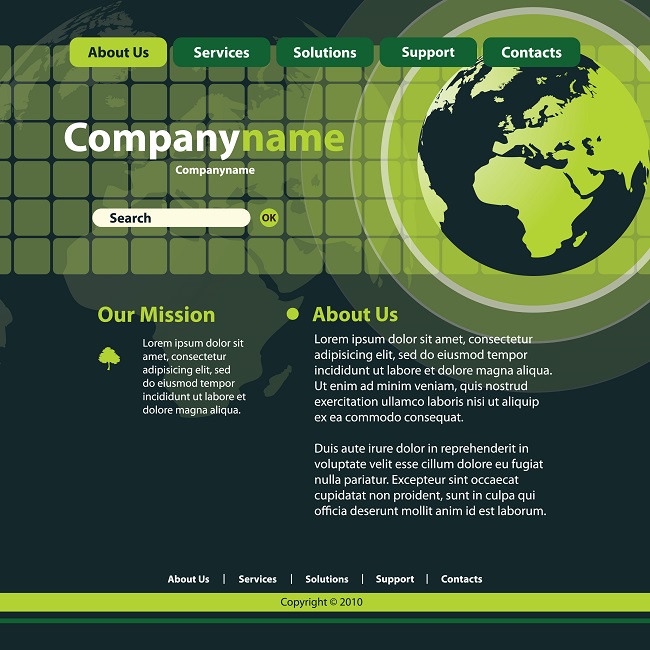 About Us Services Solutions Support Contacts
Companyname
Companyname
Search OK
Our Mission
Lorem ipsum dolor sit
amet, consectetur
adipisicing elit, sed
do eiusmod tempor
incididunt ut labore et
dolore magna aliqua.
About Us
Lorem ipsum dolor sit amet, consectetur
adipisicing elit, sed do eiusmod tempor
incididunt ut labore et dolore magna aliqua.
Ut enim ad minim veniam, quis nostrud
exercitation ullamco laboris nisi ut aliquip
ex ea commodo consequat.
Duis aute irure dolor in reprehenderit in
voluptate velit esse cillum dolore eu fugiat
nulla pariatur. Excepteur sint occaecat
cupidatat non proident, sunt in culpa qui
officia deserunt mollit anim id est laborum.
About Us | Services | Solutions | Support | Contacts
Copyright © 2010